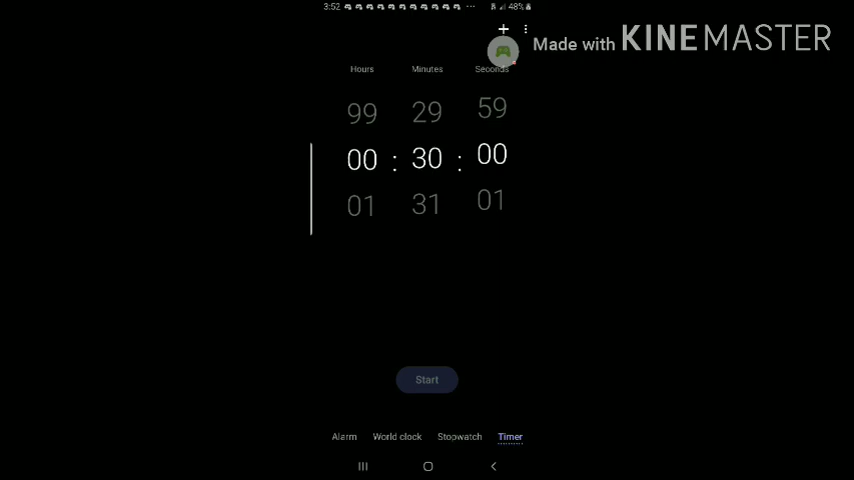 3:52 48%
Made with KINEMASTER
Hours Minutes Seconds
99 29 59
00 : 30 : 00
01 31 01
Start
Alarm World clock Stopwatch Timer